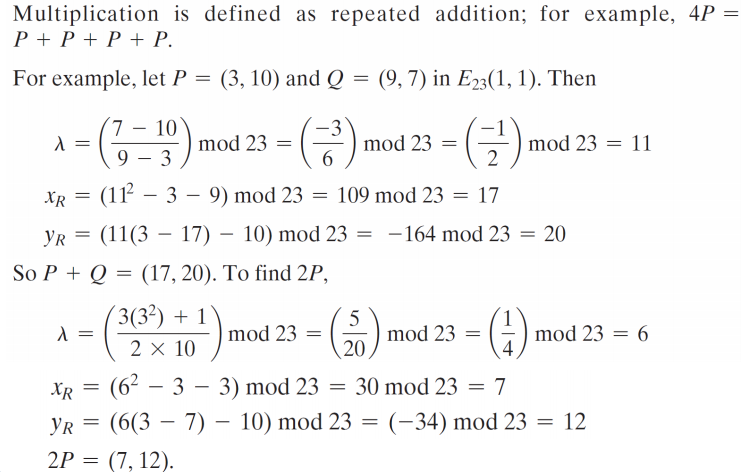 Multiplication is defined as repeated addition; for example, 4P =
P + P + P + P.
For example, let P = (3, 10) and Q = (9, 7) in E₂₃(1, 1). Then
λ = ((7 − 10)/(9 − 3)) mod 23 = (−3/6) mod 23 = (−1/2) mod 23 = 11
x_R = (11² − 3 − 9) mod 23 = 109 mod 23 = 17
y_R = (11(3 − 17) − 10) mod 23 = −164 mod 23 = 20
So P + Q = (17, 20). To find 2P,
λ = ((3(3²) + 1)/(2 × 10)) mod 23 = (5/20) mod 23 = (1/4) mod 23 = 6
x_R = (6² − 3 − 3) mod 23 = 30 mod 23 = 7
y_R = (6(3 − 7) − 10) mod 23 = (−34) mod 23 = 12
2P = (7, 12).